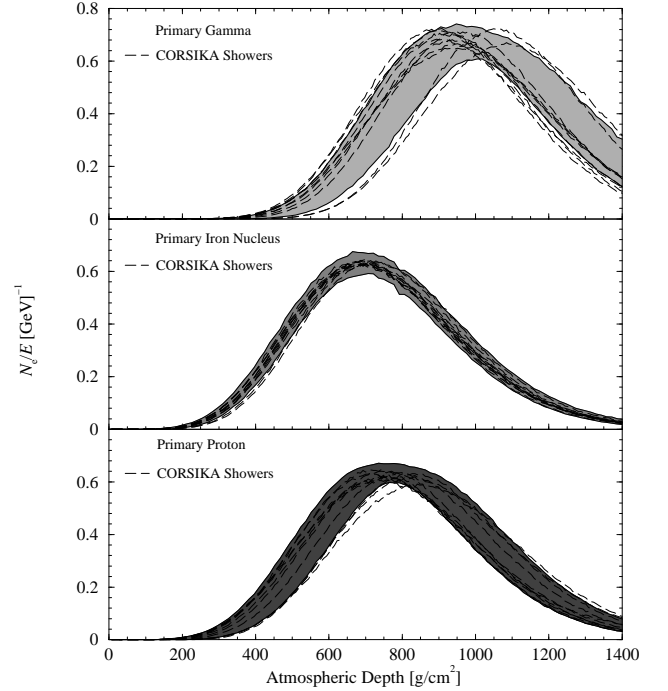 0.8
Primary Gamma
CORSIKA Showers
0.6
0.4
0.2
0
Primary Iron Nucleus
CORSIKA Showers
0.6
0.4
0.2
0
Primary Proton
CORSIKA Showers
0.6
0.4
0.2
0
N_e/E [GeV]^{-1}
0 200 400 600 800 1000 1200 1400
Atmospheric Depth [g/cm²]